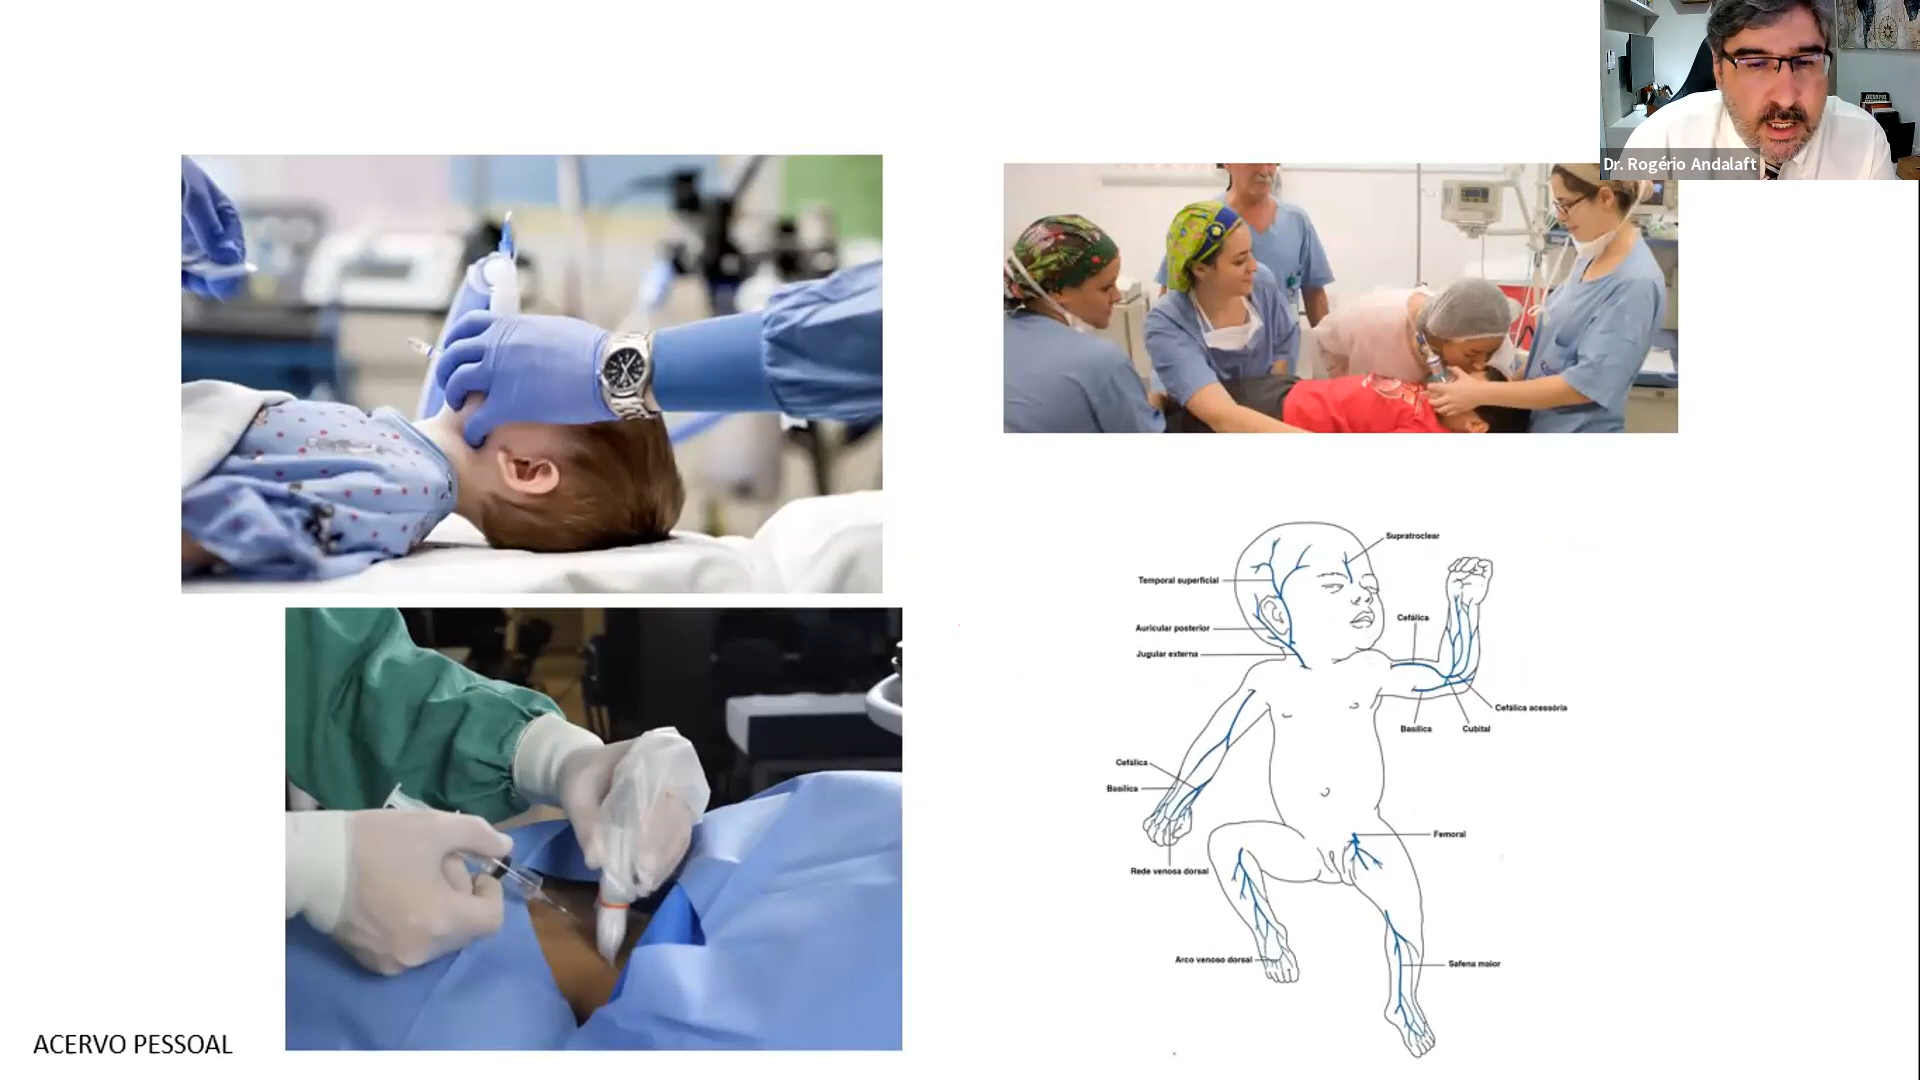 Dr. Rogério Andalaft
Supratroclear
Temporal superficial
Cefálica
Auricular posterior
Jugular externa
Cefálica acessória
Basílica
Cubital
Cefálica
Basílica
Femoral
Rede venosa dorsal
Arco venoso dorsal
Safena maior
ACERVO PESSOAL